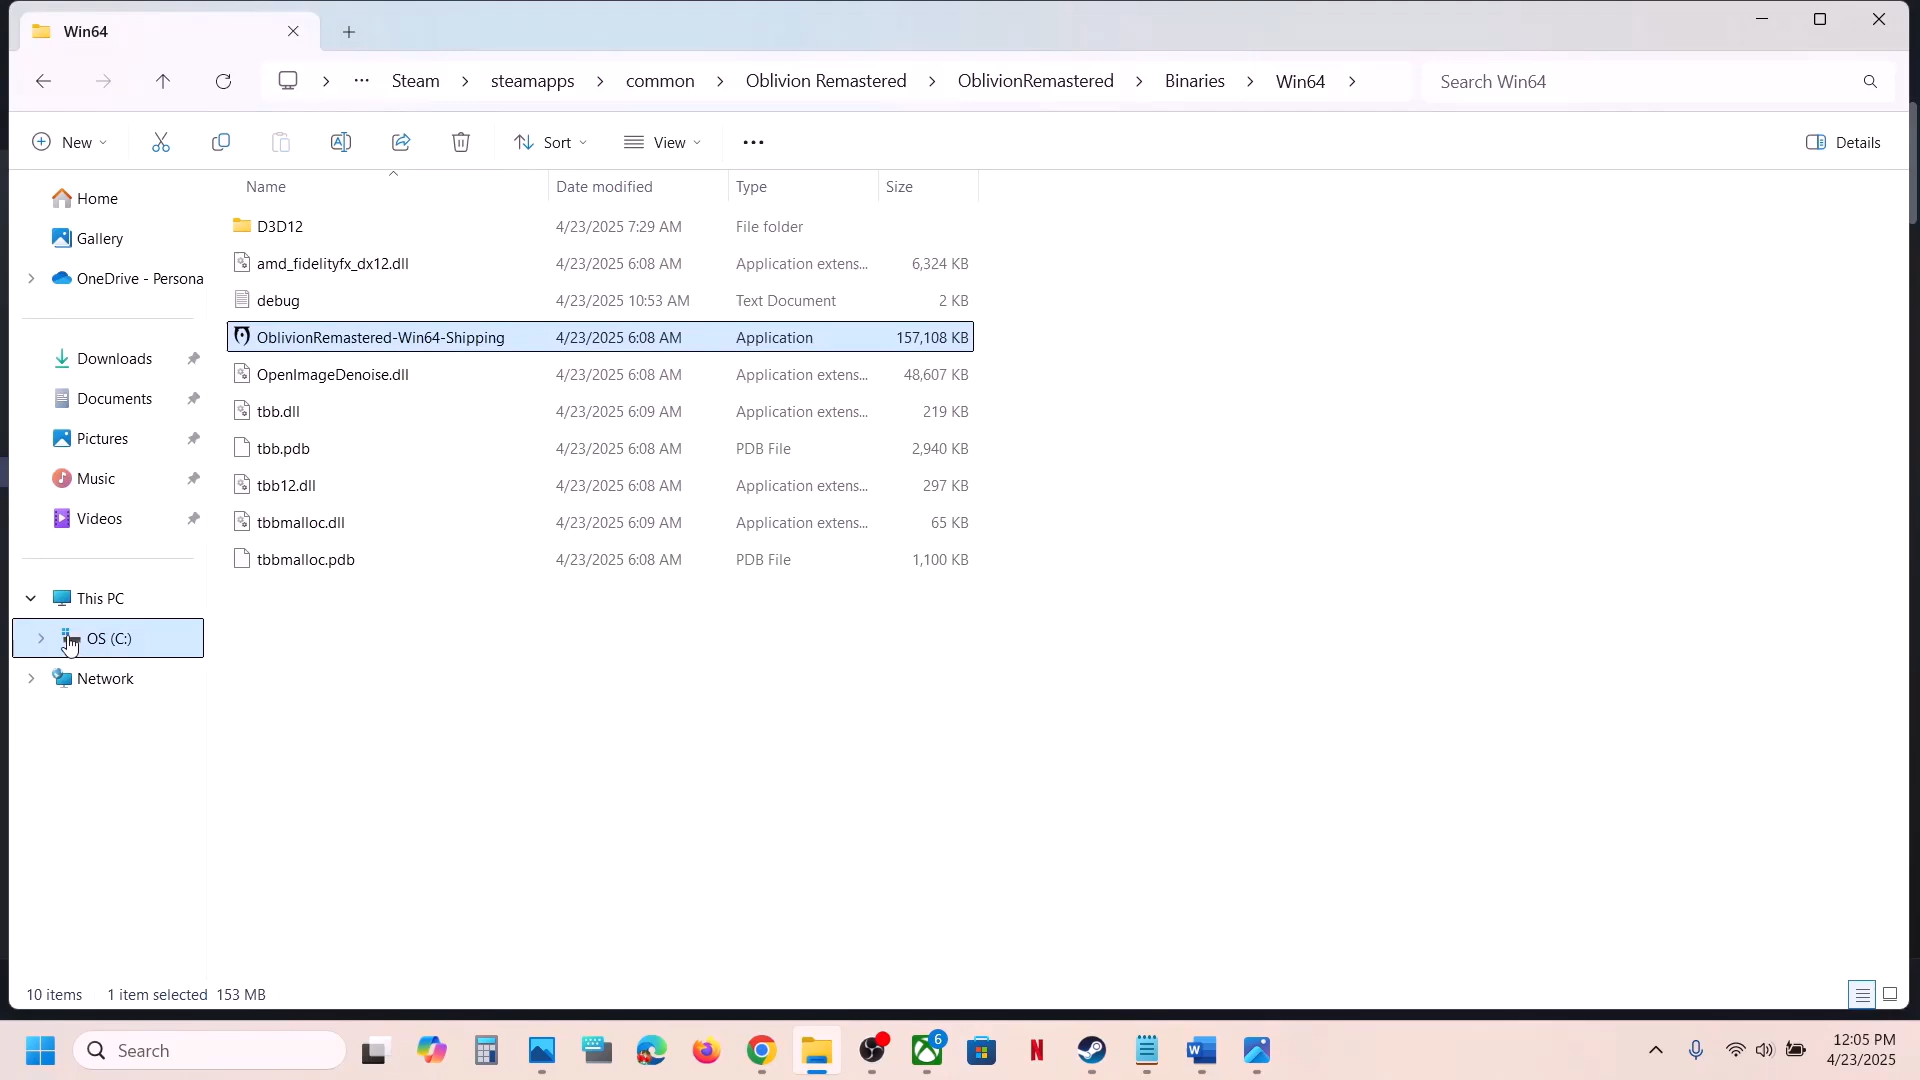 Win64
Steam > steamapps > common > Oblivion Remastered > OblivionRemastered > Binaries > Win64 >
Search Win64
New
Sort
View
Details
Name Date modified Type Size
D3D12 4/23/2025 7:29 AM File folder
amd_fidelityfx_dx12.dll 4/23/2025 6:08 AM Application extens... 6,324 KB
debug 4/23/2025 10:53 AM Text Document 2 KB
OblivionRemastered-Win64-Shipping 4/23/2025 6:08 AM Application 157,108 KB
OpenImageDenoise.dll 4/23/2025 6:08 AM Application extens... 48,607 KB
tbb.dll 4/23/2025 6:09 AM Application extens... 219 KB
tbb.pdb 4/23/2025 6:08 AM PDB File 2,940 KB
tbb12.dll 4/23/2025 6:08 AM Application extens... 297 KB
tbbmalloc.dll 4/23/2025 6:09 AM Application extens... 65 KB
tbbmalloc.pdb 4/23/2025 6:08 AM PDB File 1,100 KB
Home
Gallery
OneDrive - Persona
Downloads
Documents
Pictures
Music
Videos
This PC
OS (C:)
Network
10 items 1 item selected 153 MB
Search
6
12:05 PM
4/23/2025